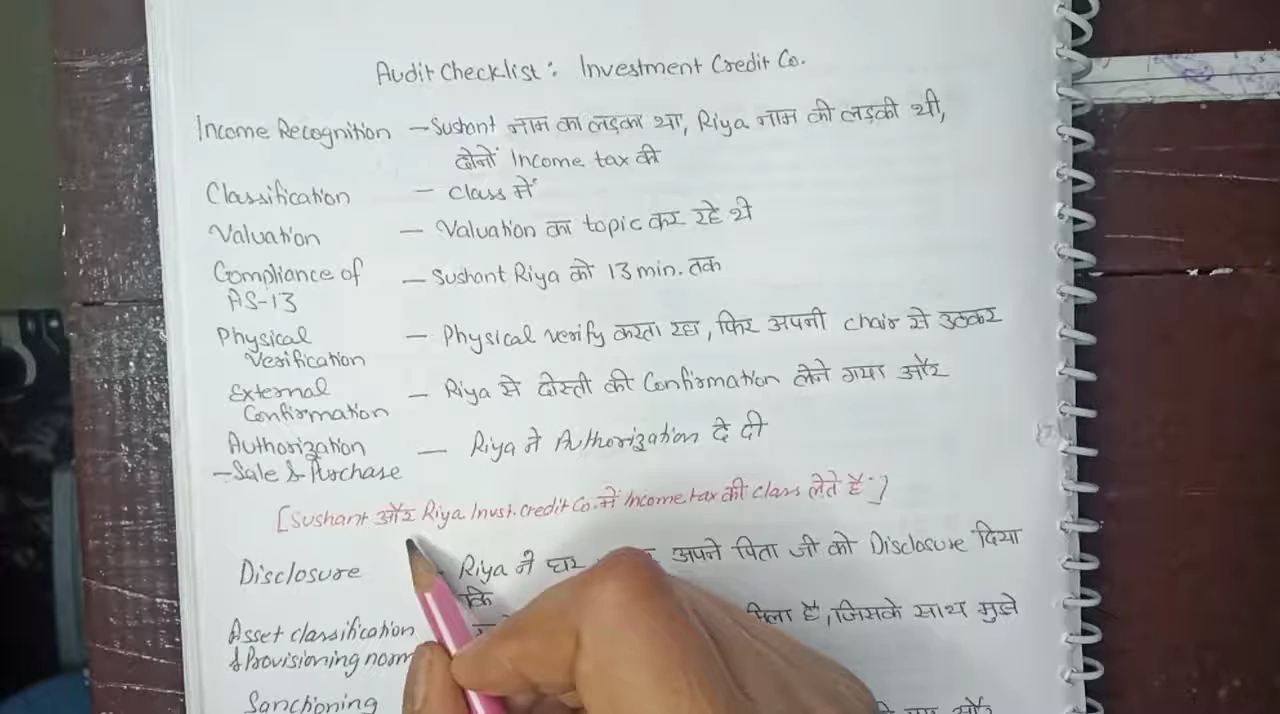 Audit Checklist: Investment Credit Co.
Income Recognition - Sushant नाम का लड़का था, Riya नाम की लड़की थी,
दोनों Income tax की
Classification - class में
Valuation - Valuation का topic कर रहे थे
Compliance of - Sushant Riya को 13 min. तक
AS-13
Physical - Physical verify करता रहा, फिर अपनी chair से उठकर
Verification
External - Riya से दोस्ती की Confirmation लेने गया और
Confirmation
Authorization - Riya ने Authorization दे दी
-Sale & Purchase
[Sushant और Riya Invst. Credit Co. में Income tax की class लेते है।]
Disclosure - Riya ने घर अपने पिता जी को Disclosure दिया
कि
Asset classification मिला है, जिसके साथ मुझे
& Provisioning norm
Sanctioning और